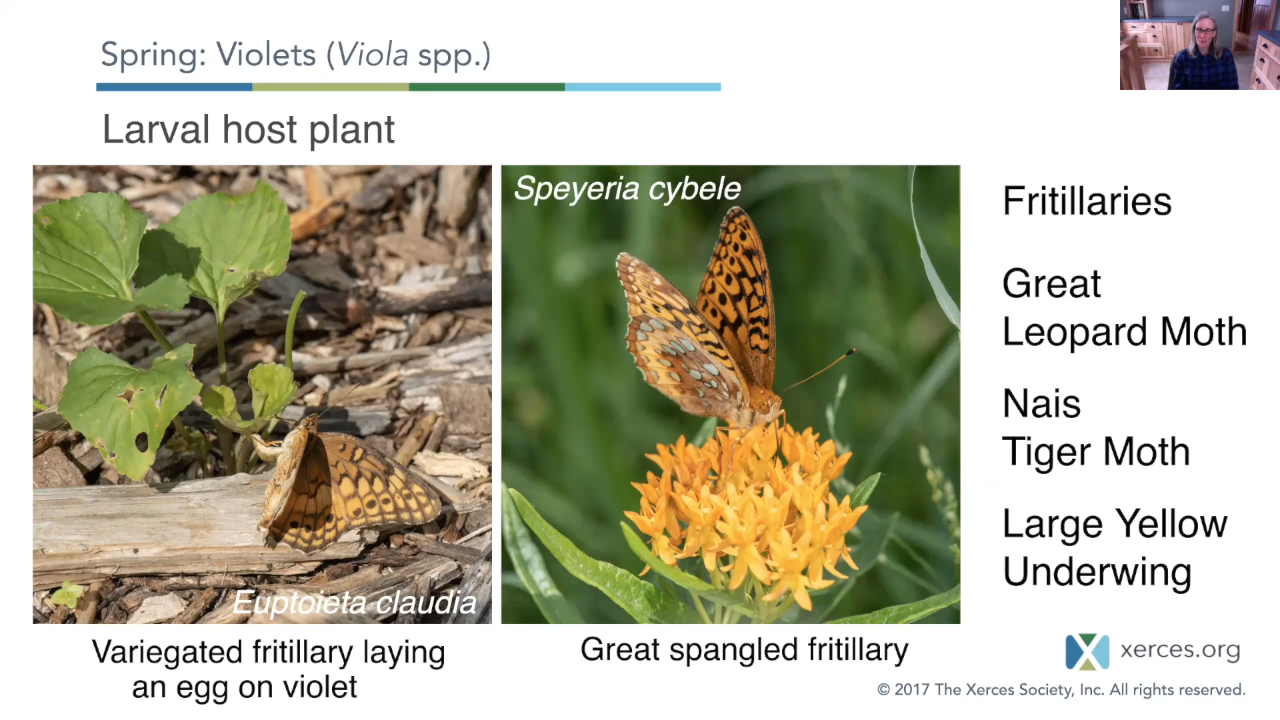 Spring: Violets (Viola spp.)
Larval host plant
Euptoieta claudia
Variegated fritillary laying
an egg on violet
Speyeria cybele
Great spangled fritillary
Fritillaries
Great
Leopard Moth
Nais
Tiger Moth
Large Yellow
Underwing
xerces.org
© 2017 The Xerces Society, Inc. All rights reserved.